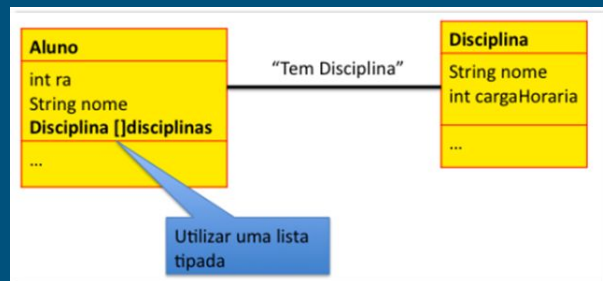 Aluno
int ra
String nome
Disciplina []disciplinas
...
"Tem Disciplina"
Disciplina
String nome
int cargaHoraria
...
Utilizar uma lista
tipada